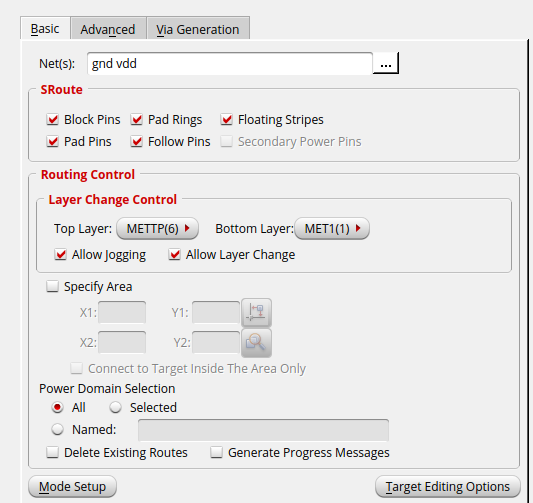 Basic Advanced Via Generation
Net(s): gnd vdd ...
SRoute
Block Pins Pad Rings Floating Stripes
Pad Pins Follow Pins Secondary Power Pins
Routing Control
Layer Change Control
Top Layer: METTP(6) Bottom Layer: MET1(1)
Allow Jogging Allow Layer Change
Specify Area
X1: Y1:
X2: Y2:
Connect to Target Inside The Area Only
Power Domain Selection
All Selected
Named:
Delete Existing Routes Generate Progress Messages
Mode Setup Target Editing Options